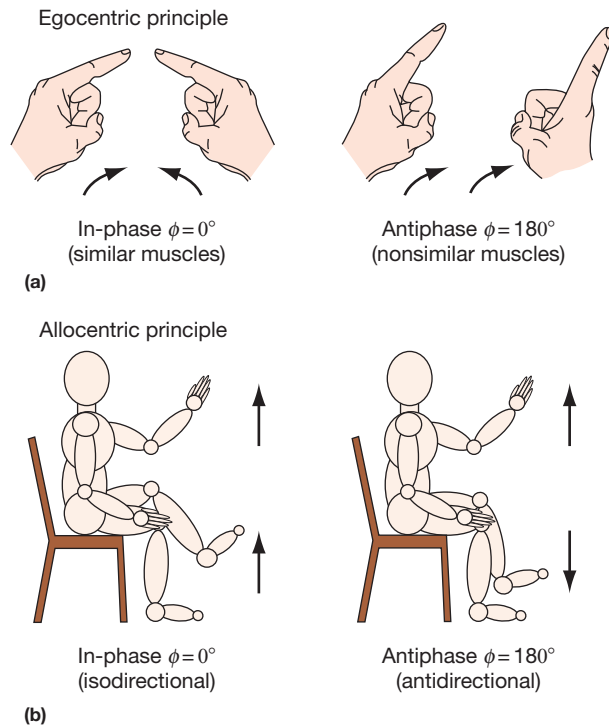 Egocentric principle
In-phase ϕ = 0°
(similar muscles)
Antiphase ϕ = 180°
(nonsimilar muscles)
(a)
Allocentric principle
In-phase ϕ = 0°
(isodirectional)
Antiphase ϕ = 180°
(antidirectional)
(b)